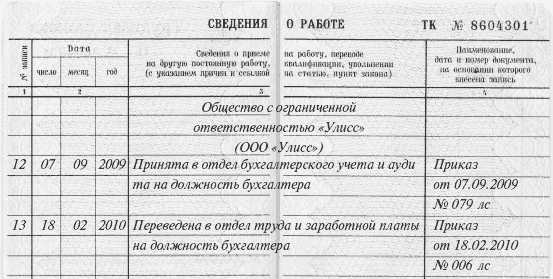 СВЕДЕНИЯ О РАБОТЕ ТК № 8604301
№ записи
Дата
число месяц год
Сведения о приеме на работу, переводе
на другую постоянную работу, квалификации, увольнении
(с указанием причин и ссылкой на статью, пункт закона)
Наименование,
дата и номер документа,
на основании которого
внесена запись
1 2 3 4
Общество с ограниченной
ответственностью «Улисс»
(ООО «Улисс»)
12 07 09 2009 Принята в отдел бухгалтерского учета и ауди Приказ
та на должность бухгалтера от 07.09.2009
№ 079 лс
13 18 02 2010 Переведена в отдел труда и заработной платы Приказ
на должность бухгалтера от 18.02.2010
№ 006 лс